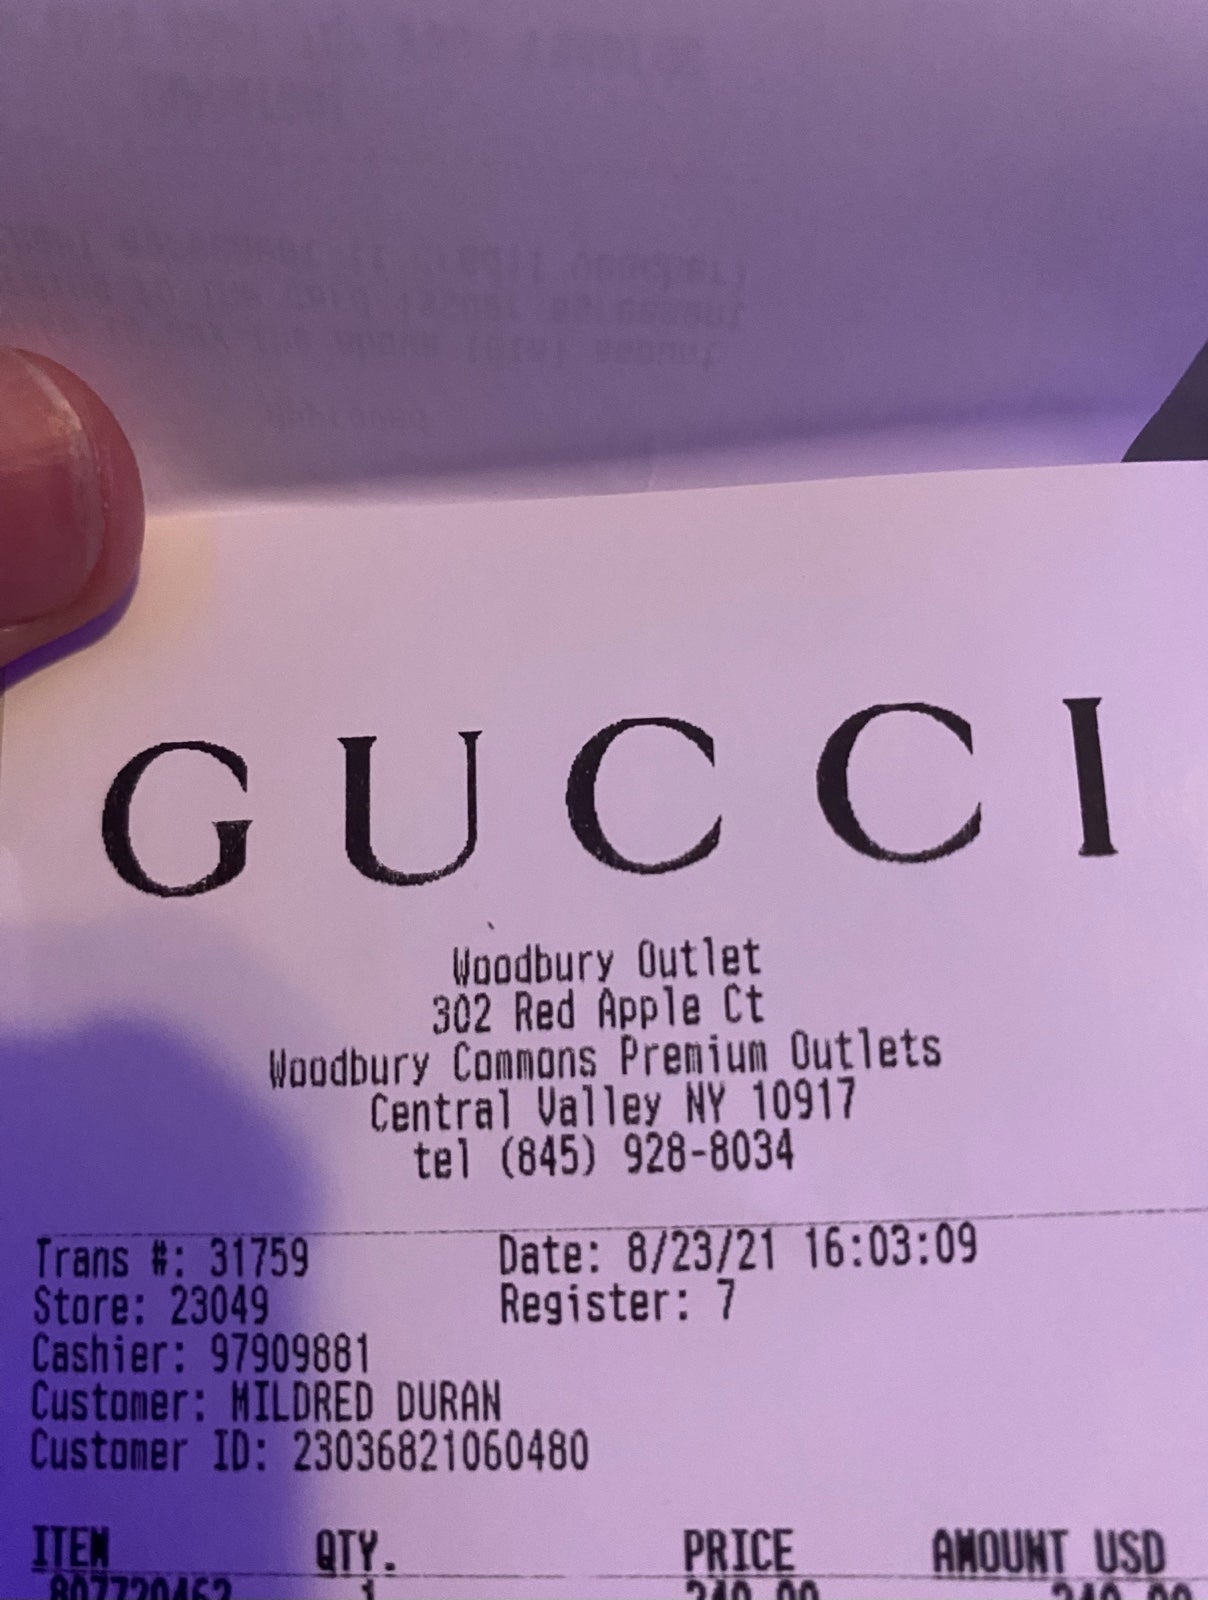 GUCCI
Woodbury Outlet
302 Red Apple Ct
Woodbury Commons Premium Outlets
Central Valley NY 10917
tel (845) 928-8034
Trans #: 31759 Date: 8/23/21 16:03:09
Store: 23049 Register: 7
Cashier: 97909881
Customer: MILDRED DURAN
Customer ID: 23036821060480
ITEM QTY. PRICE AMOUNT USD